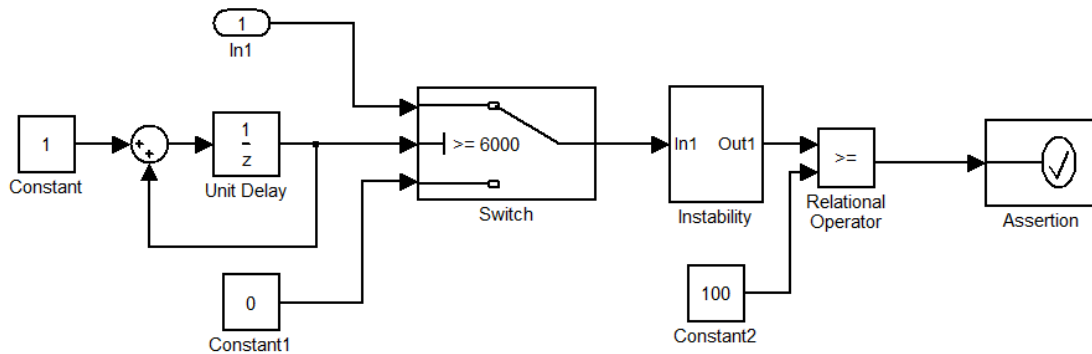 1
In1
1
Constant
+
+
1
z
Unit Delay
>= 6000
Switch
0
Constant1
In1 Out1
Instability
100
Constant2
>=
Relational
Operator
Assertion